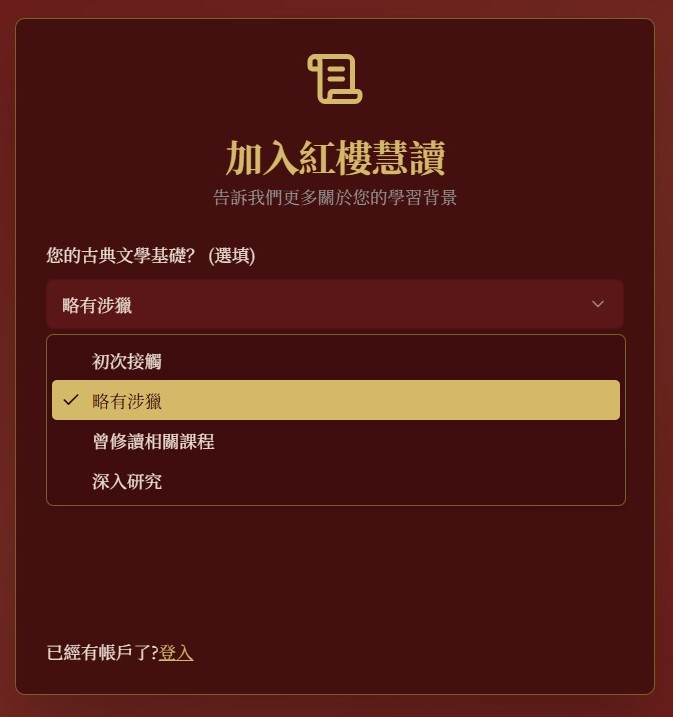 加入紅樓慧讀
告訴我們更多關於您的學習背景
您的古典文學基礎? (選填)
略有涉獵
初次接觸
略有涉獵
曾修讀相關課程
深入研究
已經有帳戶了?登入